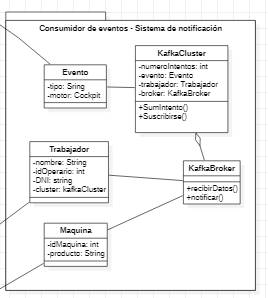 Consumidor de eventos - Sistema de notificación
KafkaCluster
-numeroIntentos: int
-evento: Evento
-trabajador: Trabajador
-broker: KafkaBroker
+SumIntento()
+Suscribirse()
Evento
-tipo: Sring
-motor: Cockpit
Trabajador
-nombre: String
-idOperario: int
-DNI: string
-cluster: kafkaCluster
KafkaBroker
+recibirDatos()
+notificar()
Maquina
-idMaquina: int
-producto: String